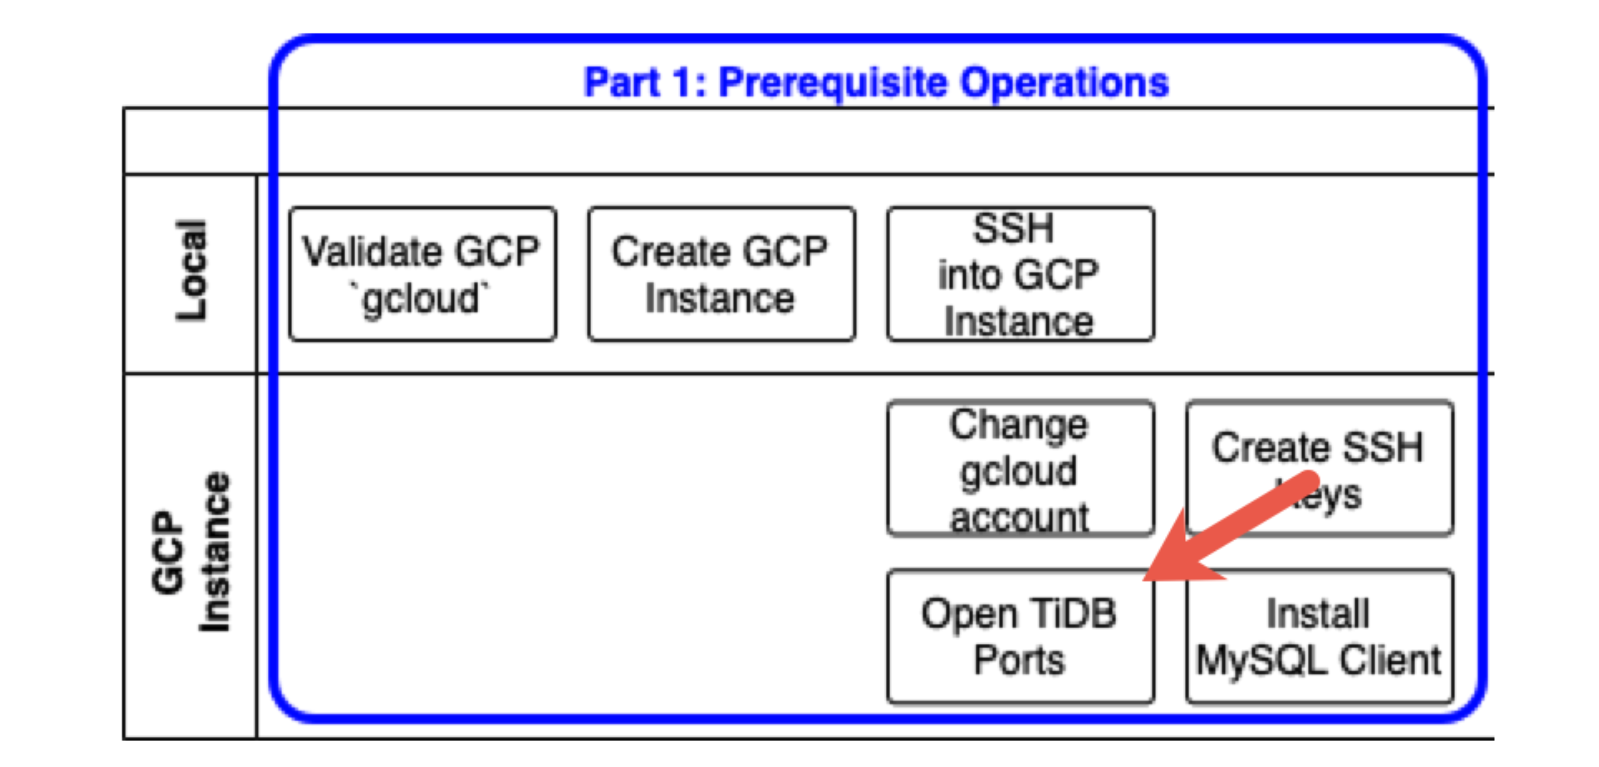 Part 1: Prerequisite Operations
Local
Validate GCP
`gcloud`
Create GCP
Instance
SSH
into GCP
Instance
GCP
Instance
Change
gcloud
account
Create SSH
keys
Open TiDB
Ports
Install
MySQL Client